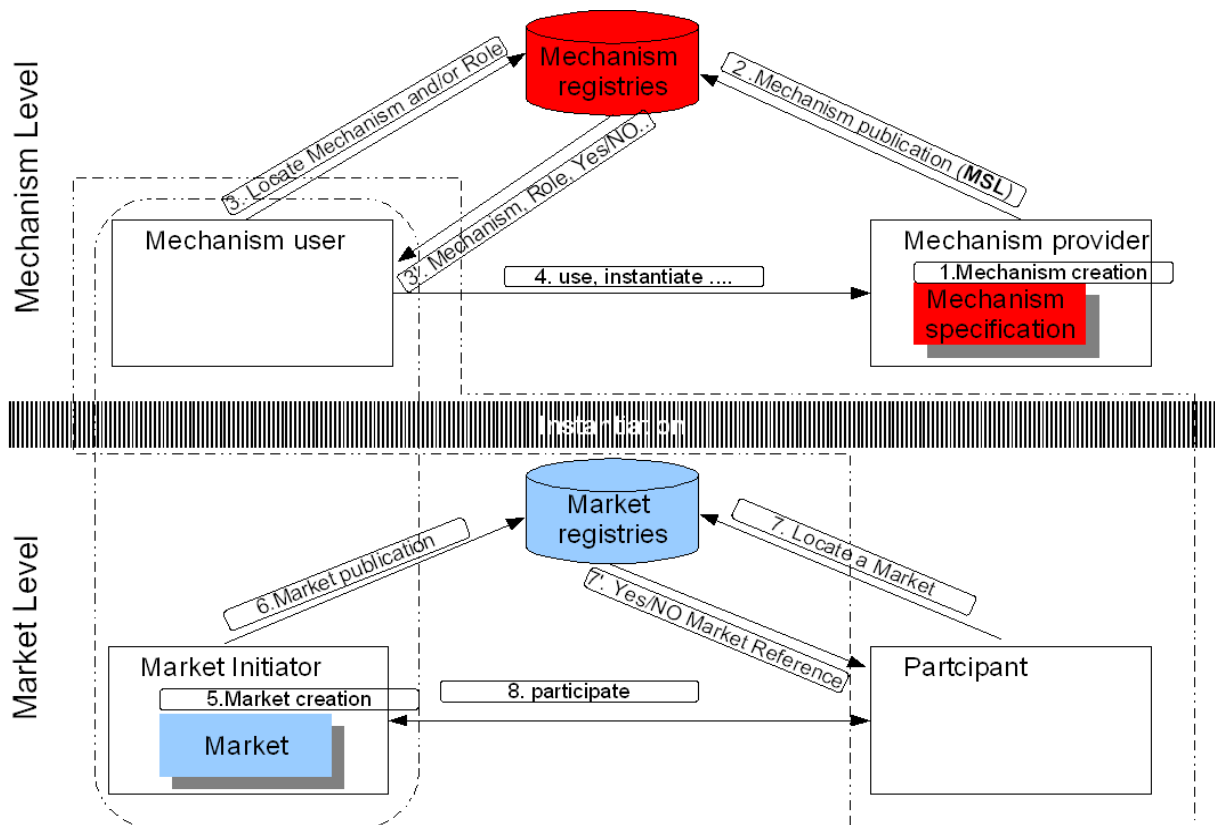 Mechanism Level
Mechanism
registries
3. Locate Mechanism and/or Role
2 .Mechanism publication (MSL)
3'. Mechanism, Role, Yes/NO..
Mechanism user
Mechanism provider
1.Mechanism creation
Mechanism
specification
4. use, instantiate ....
Instantiation
Market Level
Market
registries
6.Market publication
7. Locate a Market
7'. Yes/NO Market Reference
Market Initiator
5.Market creation
Market
8. participate
Partcipant